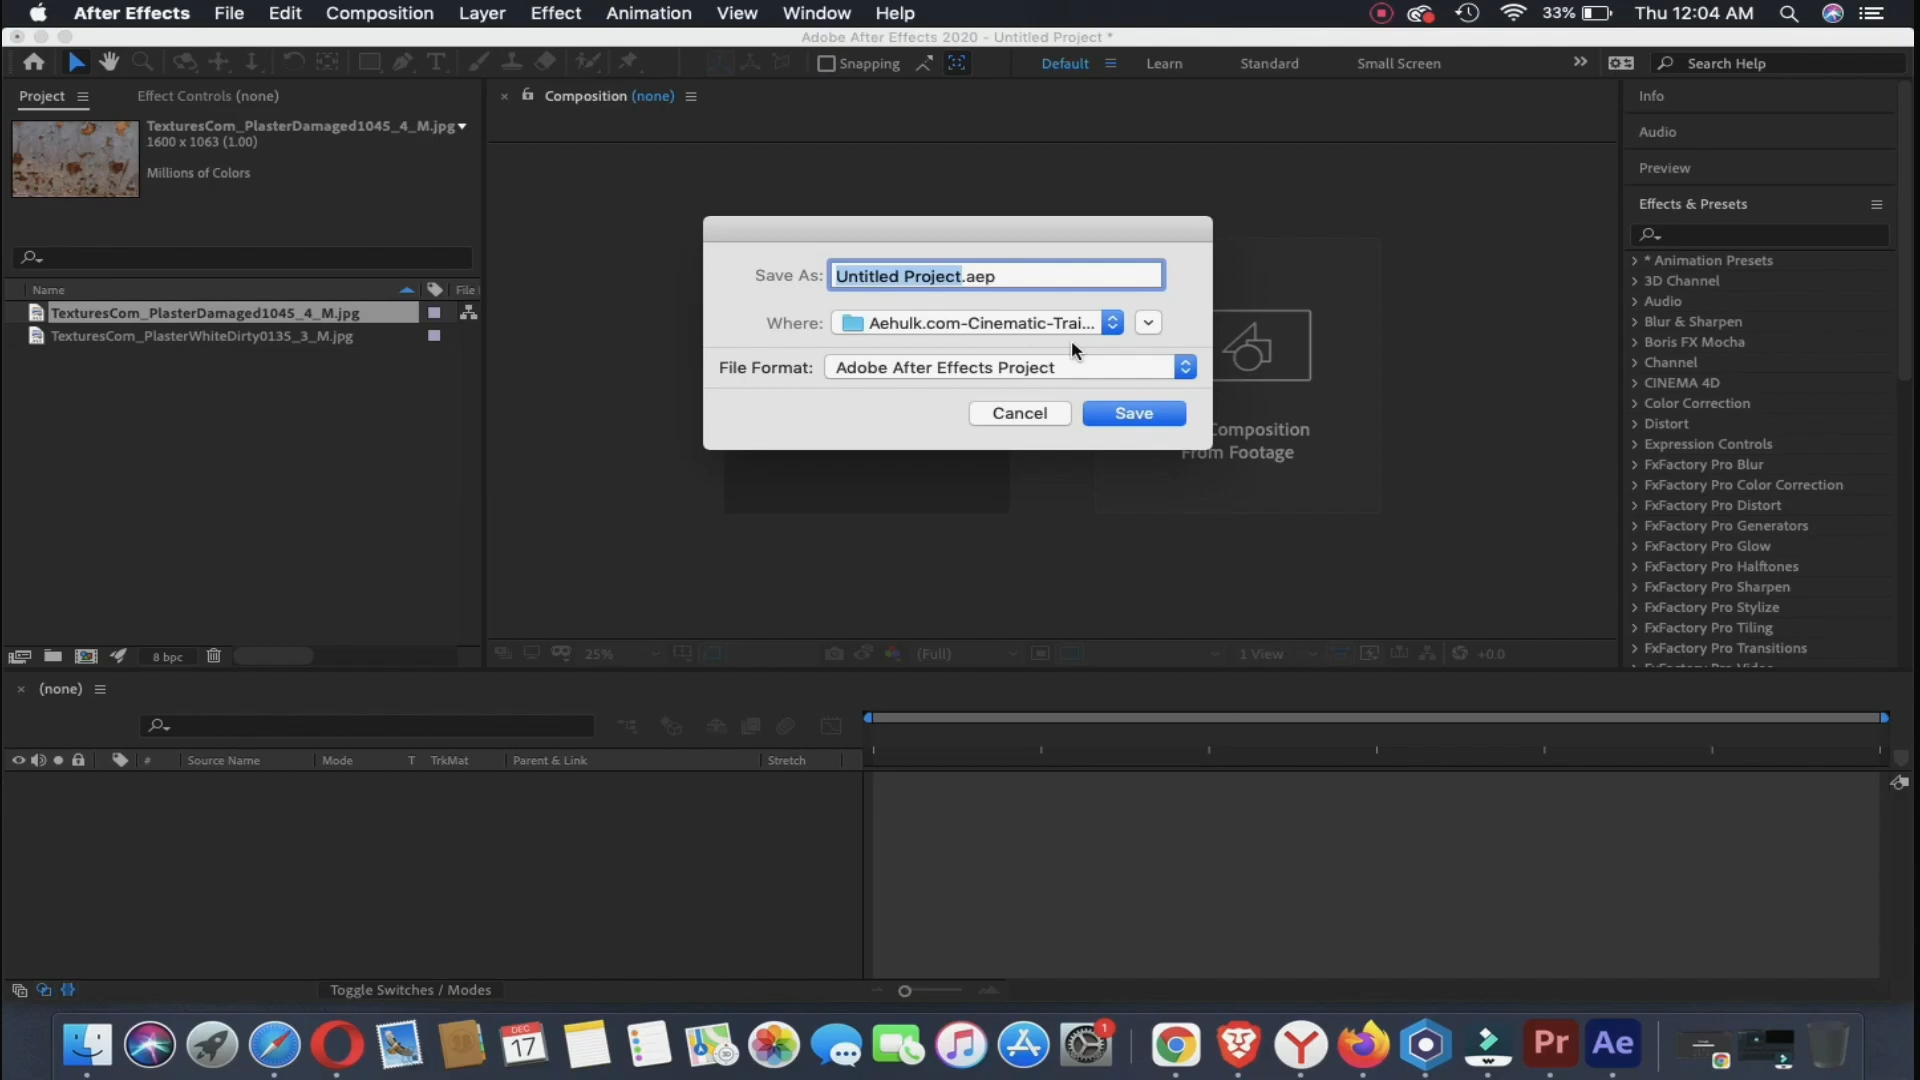 After Effects File Edit Composition Layer Effect Animation View Window Help 33% Thu 12:04 AM
Adobe After Effects 2020 - Untitled Project *
Snapping Default Learn Standard Small Screen Search Help
Project Effect Controls (none) Composition (none) Info
TexturesCom_PlasterDamaged1045_4_M.jpg
1600 x 1063 (1.00)
Millions of Colors
Audio
Preview
Effects & Presets
Save As: Untitled Project.aep
Where: Aehulk.com-Cinematic-Trai...
File Format: Adobe After Effects Project
Cancel Save
Composition
From Footage
Name File
TexturesCom_PlasterDamaged1045_4_M.jpg
TexturesCom_PlasterWhiteDirty0135_3_M.jpg
* Animation Presets
3D Channel
Audio
Blur & Sharpen
Boris FX Mocha
Channel
CINEMA 4D
Color Correction
Distort
Expression Controls
FxFactory Pro Blur
FxFactory Pro Color Correction
FxFactory Pro Distort
FxFactory Pro Generators
FxFactory Pro Glow
FxFactory Pro Halftones
FxFactory Pro Sharpen
FxFactory Pro Stylize
FxFactory Pro Tiling
FxFactory Pro Transitions
FxFactory Pro Video
8 bpc 25% (Full) 1 View +0.0
(none)
# Source Name Mode T TrkMat Parent & Link Stretch
Toggle Switches / Modes
DEC
17
1
Pr Ae